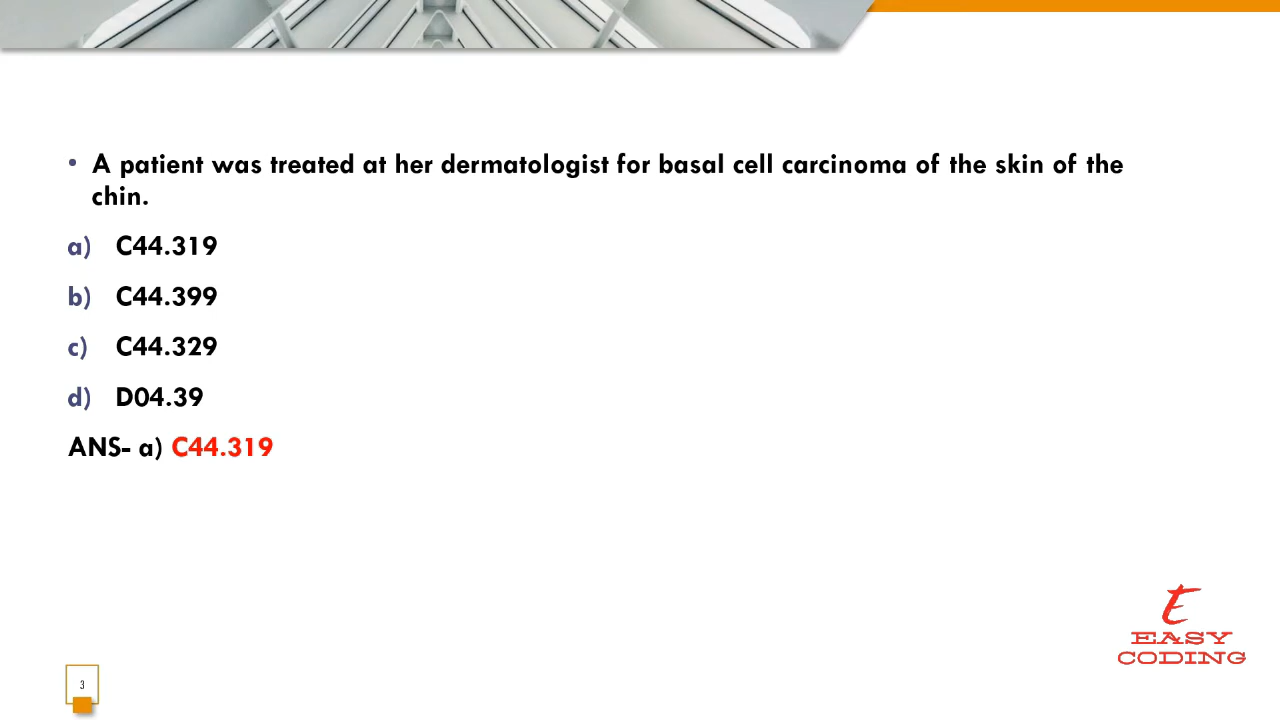 • A patient was treated at her dermatologist for basal cell carcinoma of the skin of the
chin.
a) C44.319
b) C44.399
c) C44.329
d) D04.39
ANS- a) C44.319
E
EASY
CODING
3